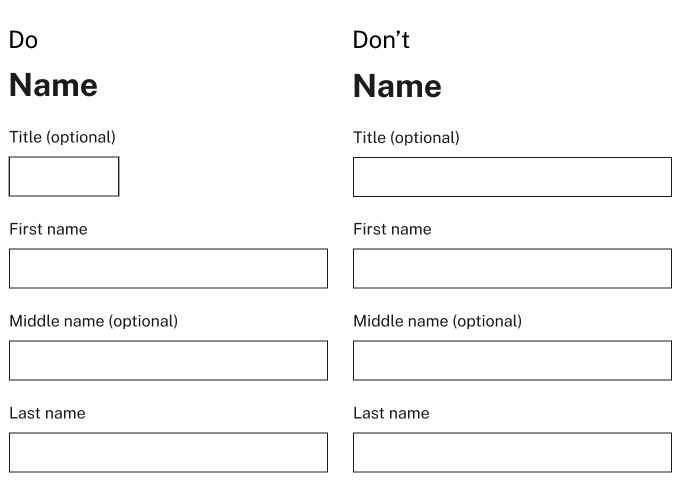 Do
Name
Title (optional)
First name
Middle name (optional)
Last name
Don’t
Name
Title (optional)
First name
Middle name (optional)
Last name